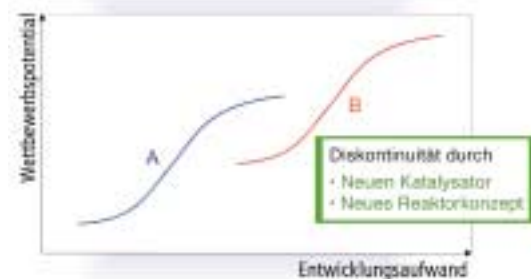 Wettbewerbspotential
A
B
Diskontinuität durch
• Neuen Katalysator
• Neues Reaktorkonzept
Entwicklungsaufwand